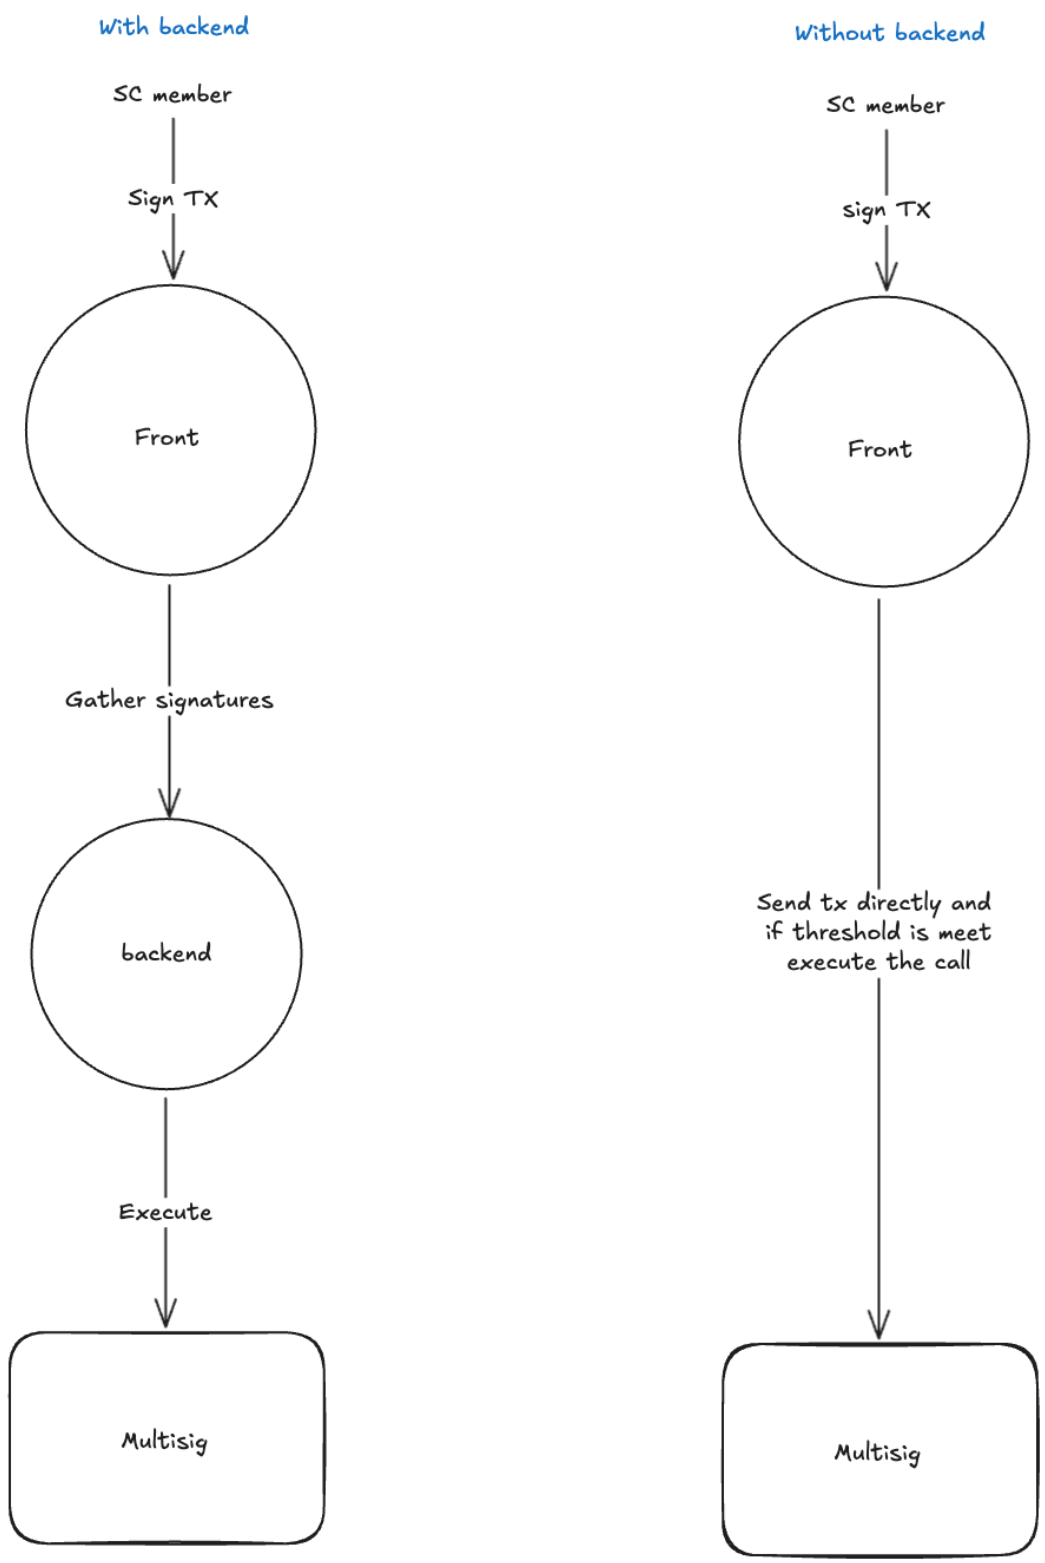 With backend
SC member
Sign TX
Front
Gather signatures
backend
Execute
Multisig
Without backend
SC member
sign TX
Front
Send tx directly and
if threshold is meet
execute the call
Multisig